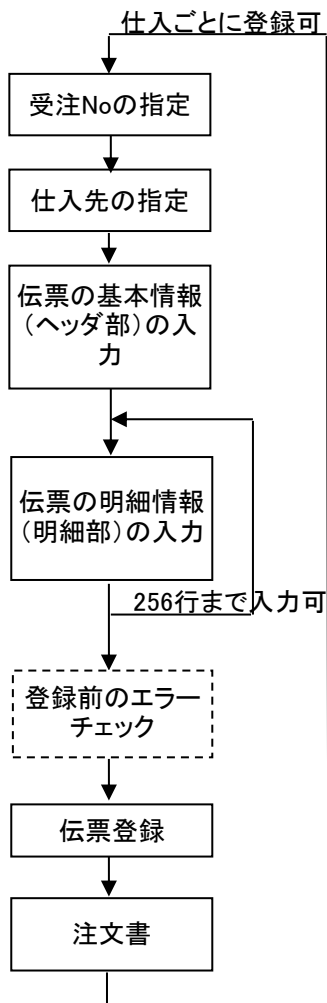 仕入ごとに登録可
受注Noの指定
仕入先の指定
伝票の基本情報
（ヘッダ部）の入
力
伝票の明細情報
（明細部）の入力
256行まで入力可
登録前のエラー
チェック
伝票登録
注文書